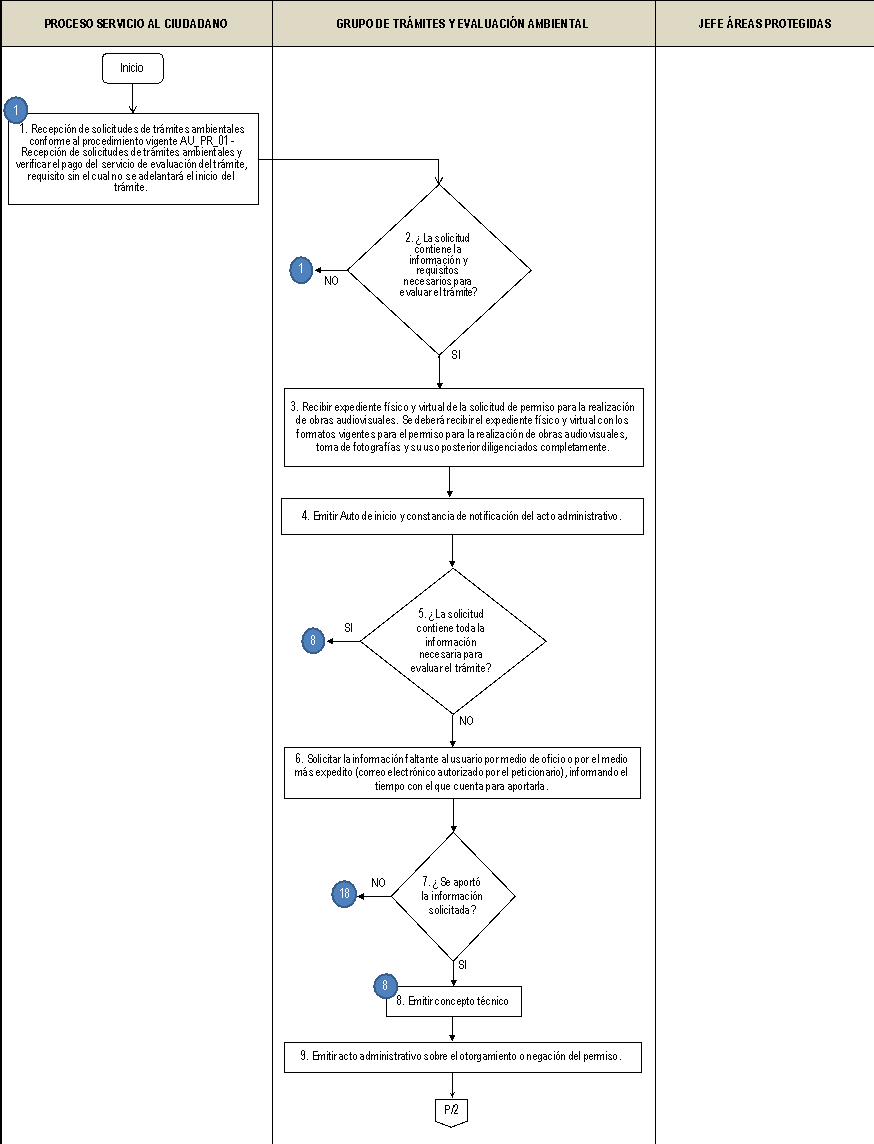 PROCESO SERVICIO AL CIUDADANO
GRUPO DE TRÁMITES Y EVALUACIÓN AMBIENTAL
JEFE ÁREAS PROTEGIDAS
Inicio
1
1. Recepción de solicitudes de trámites ambientales
conforme al procedimiento vigente AU_PR_01 -
Recepción de solicitudes de trámites ambientales y
verificar el pago del servicio de evaluación del trámite,
requisito sin el cual no se adelantará el inicio del
trámite.
2. ¿La solicitud
contiene la
información y
requisitos
necesarios para
evaluar el trámite?
1
NO
SI
3. Recibir expediente físico y virtual de la solicitud de permiso para la realización
de obras audiovisuales. Se deberá recibir el expediente físico y virtual con los
formatos vigentes para el permiso para la realización de obras audiovisuales,
toma de fotografías y su uso posterior diligenciados completamente.
4. Emitir Auto de inicio y constancia de notificación del acto administrativo.
5. ¿La solicitud
contiene toda la
información
necesaria para
evaluar el trámite?
SI
8
NO
6. Solicitar la información faltante al usuario por medio de oficio o por el medio
más expedito (correo electrónico autorizado por el peticionario), informando el
tiempo con el que cuenta para aportarla.
7. ¿Se aportó
la información
solicitada?
NO
18
SI
8
8. Emitir concepto técnico
9. Emitir acto administrativo sobre el otorgamiento o negación del permiso.
P/2